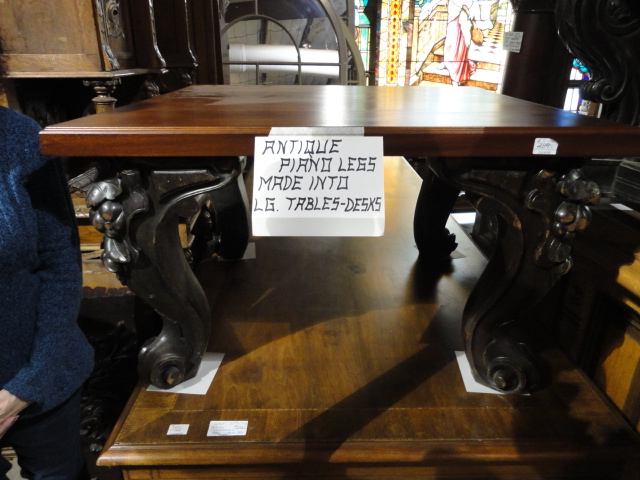 ANTIQUE
PIANO LEGS
MADE INTO
LG. TABLES-DESKS